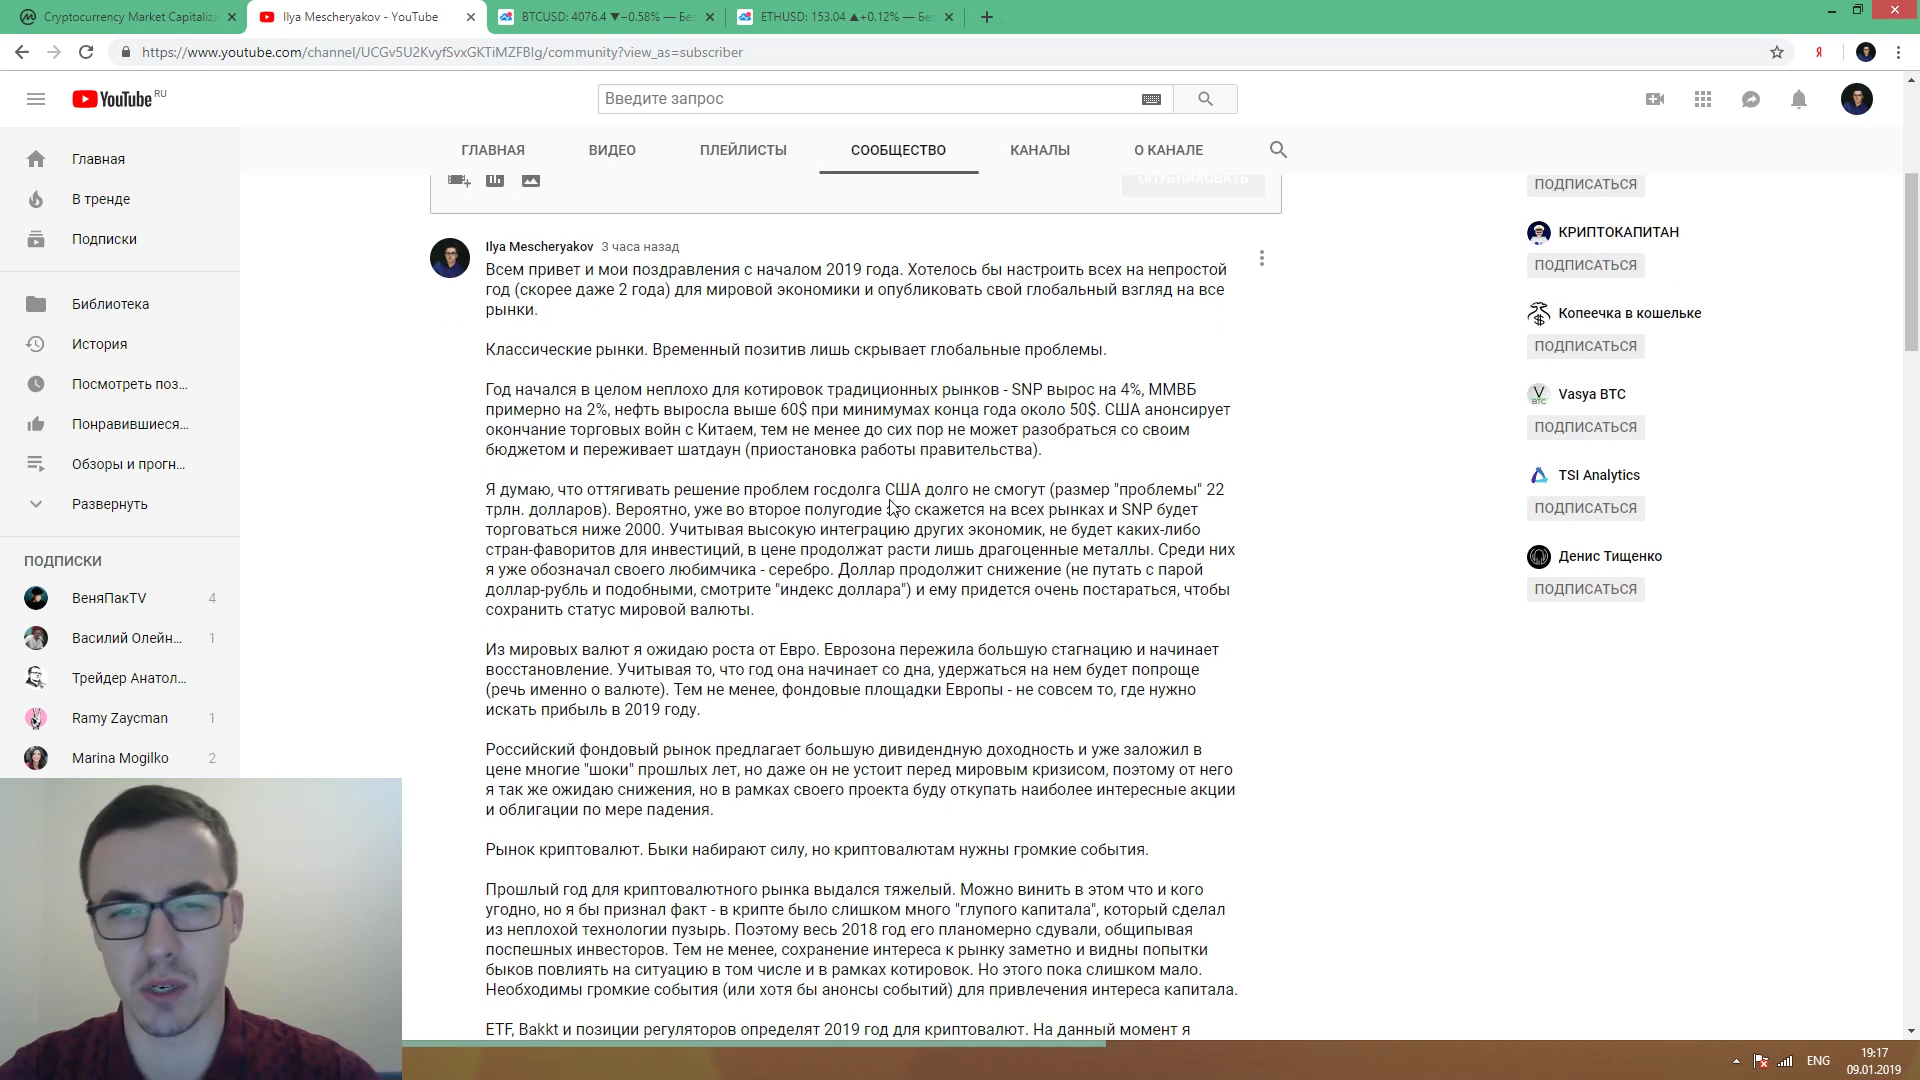 Cryptocurrency Market Capitaliza
Ilya Mescheryakov - YouTube
BTCUSD: 4076.4 ▼−0.58% — Без
ETHUSD: 153.04 ▲+0.12% — Без
https://www.youtube.com/channel/UCGv5U2KvyfSvxGKTiMZFBlg/community?view_as=subscriber
YouTube RU
Введите запрос
ГЛАВНАЯ ВИДЕО ПЛЕЙЛИСТЫ СООБЩЕСТВО КАНАЛЫ О КАНАЛЕ
ОПУБЛИКОВАТЬ
Главная
В тренде
Подписки
Библиотека
История
Посмотреть поз...
Понравившиеся...
Обзоры и прогн...
Развернуть
ПОДПИСКИ
ВеняПакTV 4
Василий Олейн... 1
Трейдер Анатол...
Ramy Zaycman 1
Marina Mogilko 2
Ilya Mescheryakov 3 часа назад
Всем привет и мои поздравления с началом 2019 года. Хотелось бы настроить всех на непростой
год (скорее даже 2 года) для мировой экономики и опубликовать свой глобальный взгляд на все
рынки.
Классические рынки. Временный позитив лишь скрывает глобальные проблемы.
Год начался в целом неплохо для котировок традиционных рынков - SNP вырос на 4%, ММВБ
примерно на 2%, нефть выросла выше 60$ при минимумах конца года около 50$. США анонсирует
окончание торговых войн с Китаем, тем не менее до сих пор не может разобраться со своим
бюджетом и переживает шатдаун (приостановка работы правительства).
Я думаю, что оттягивать решение проблем госдолга США долго не смогут (размер "проблемы" 22
трлн. долларов). Вероятно, уже во второе полугодие это скажется на всех рынках и SNP будет
торговаться ниже 2000. Учитывая высокую интеграцию других экономик, не будет каких-либо
стран-фаворитов для инвестиций, в цене продолжат расти лишь драгоценные металлы. Среди них
я уже обозначал своего любимчика - серебро. Доллар продолжит снижение (не путать с парой
доллар-рубль и подобными, смотрите "индекс доллара") и ему придется очень постараться, чтобы
сохранить статус мировой валюты.
Из мировых валют я ожидаю роста от Евро. Еврозона пережила большую стагнацию и начинает
восстановление. Учитывая то, что год она начинает со дна, удержаться на нем будет попроще
(речь именно о валюте). Тем не менее, фондовые площадки Европы - не совсем то, где нужно
искать прибыль в 2019 году.
Российский фондовый рынок предлагает большую дивидендную доходность и уже заложил в
цене многие "шоки" прошлых лет, но даже он не устоит перед мировым кризисом, поэтому от него
я так же ожидаю снижения, но в рамках своего проекта буду откупать наиболее интересные акции
и облигации по мере падения.
Рынок криптовалют. Быки набирают силу, но криптовалютам нужны громкие события.
Прошлый год для криптовалютного рынка выдался тяжелый. Можно винить в этом что и кого
угодно, но я бы признал факт - в крипте было слишком много "глупого капитала", который сделал
из неплохой технологии пузырь. Поэтому весь 2018 год его планомерно сдували, общипывая
поспешных инвесторов. Тем не менее, сохранение интереса к рынку заметно и видны попытки
быков повлиять на ситуацию в том числе и в рамках котировок. Но этого пока слишком мало.
Необходимы громкие события (или хотя бы анонсы событий) для привлечения интереса капитала.
ETF, Bakkt и позиции регуляторов определят 2019 год для криптовалют. На данный момент я
ПОДПИСАТЬСЯ
КРИПТОКАПИТАН
ПОДПИСАТЬСЯ
Копеечка в кошельке
ПОДПИСАТЬСЯ
Vasya BTC
ПОДПИСАТЬСЯ
TSI Analytics
ПОДПИСАТЬСЯ
Денис Тищенко
ПОДПИСАТЬСЯ
ENG
19:17
09.01.2019